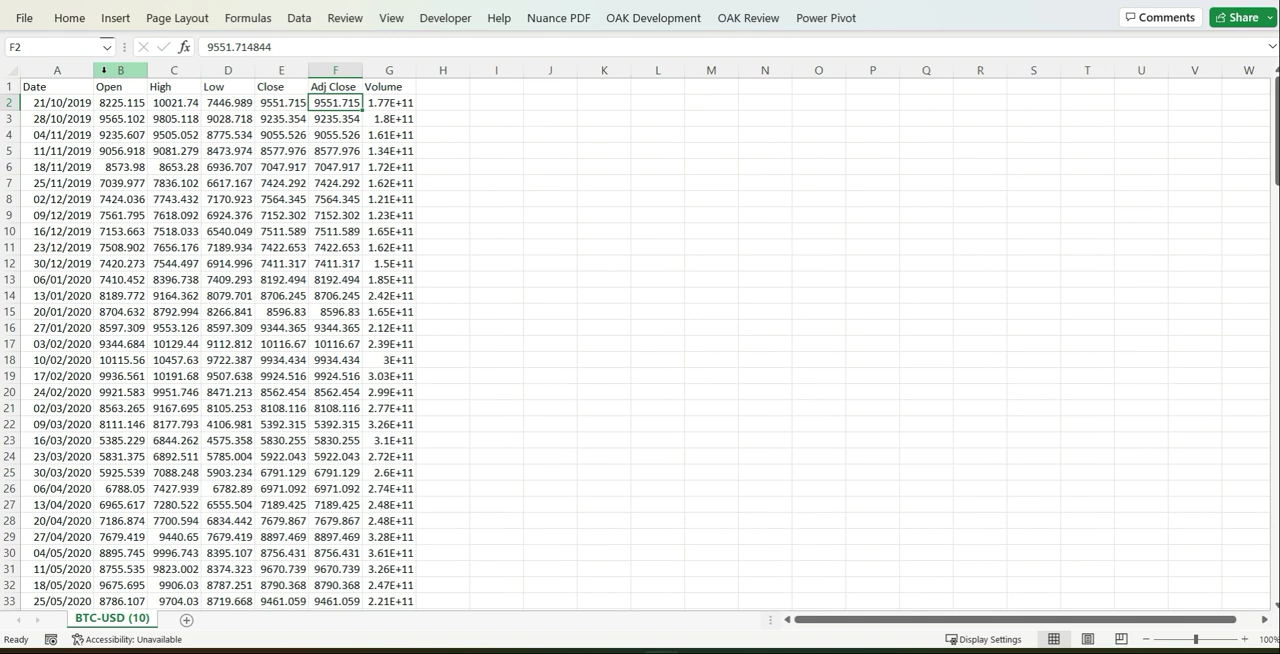 File Home Insert Page Layout Formulas Data Review View Developer Help Nuance PDF OAK Development OAK Review Power Pivot Comments Share
F2 fx 9551.714844
A B C D E F G H I J K L M N O P Q R S T U V W
1 Date Open High Low Close Adj Close Volume
2 21/10/2019 8225.115 10021.74 7446.989 9551.715 9551.715 1.77E+11
3 28/10/2019 9565.102 9805.118 9028.718 9235.354 9235.354 1.8E+11
4 04/11/2019 9235.607 9505.052 8775.534 9055.526 9055.526 1.61E+11
5 11/11/2019 9056.918 9081.279 8473.974 8577.976 8577.976 1.34E+11
6 18/11/2019 8573.98 8653.28 6936.707 7047.917 7047.917 1.72E+11
7 25/11/2019 7039.977 7836.102 6617.167 7424.292 7424.292 1.62E+11
8 02/12/2019 7424.036 7743.432 7170.923 7564.345 7564.345 1.21E+11
9 09/12/2019 7561.795 7618.092 6924.376 7152.302 7152.302 1.23E+11
10 16/12/2019 7153.663 7518.033 6540.049 7511.589 7511.589 1.65E+11
11 23/12/2019 7508.902 7656.176 7189.934 7422.653 7422.653 1.62E+11
12 30/12/2019 7420.273 7544.497 6914.996 7411.317 7411.317 1.5E+11
13 06/01/2020 7410.452 8396.738 7409.293 8192.494 8192.494 1.85E+11
14 13/01/2020 8189.772 9164.362 8079.701 8706.245 8706.245 2.42E+11
15 20/01/2020 8704.632 8792.994 8266.841 8596.83 8596.83 1.65E+11
16 27/01/2020 8597.309 9553.126 8597.309 9344.365 9344.365 2.12E+11
17 03/02/2020 9344.684 10129.44 9112.812 10116.67 10116.67 2.39E+11
18 10/02/2020 10115.56 10457.63 9722.387 9934.434 9934.434 3E+11
19 17/02/2020 9936.561 10191.68 9507.638 9924.516 9924.516 3.03E+11
20 24/02/2020 9921.583 9951.746 8471.213 8562.454 8562.454 2.99E+11
21 02/03/2020 8563.265 9167.695 8105.253 8108.116 8108.116 2.77E+11
22 09/03/2020 8111.146 8177.793 4106.981 5392.315 5392.315 3.26E+11
23 16/03/2020 5385.229 6844.262 4575.358 5830.255 5830.255 3.1E+11
24 23/03/2020 5831.375 6892.511 5785.004 5922.043 5922.043 2.72E+11
25 30/03/2020 5925.539 7088.248 5903.234 6791.129 6791.129 2.6E+11
26 06/04/2020 6788.05 7427.939 6782.89 6971.092 6971.092 2.74E+11
27 13/04/2020 6965.617 7280.522 6555.504 7189.425 7189.425 2.48E+11
28 20/04/2020 7186.874 7700.594 6834.442 7679.867 7679.867 2.48E+11
29 27/04/2020 7679.419 9440.65 7679.419 8897.469 8897.469 3.28E+11
30 04/05/2020 8895.745 9996.743 8395.107 8756.431 8756.431 3.61E+11
31 11/05/2020 8755.535 9823.002 8374.323 9670.739 9670.739 3.26E+11
32 18/05/2020 9675.695 9906.03 8787.251 8790.368 8790.368 2.47E+11
33 25/05/2020 8786.107 9704.03 8719.668 9461.059 9461.059 2.21E+11
BTC-USD (10)
Ready Accessibility: Unavailable Display Settings 100%